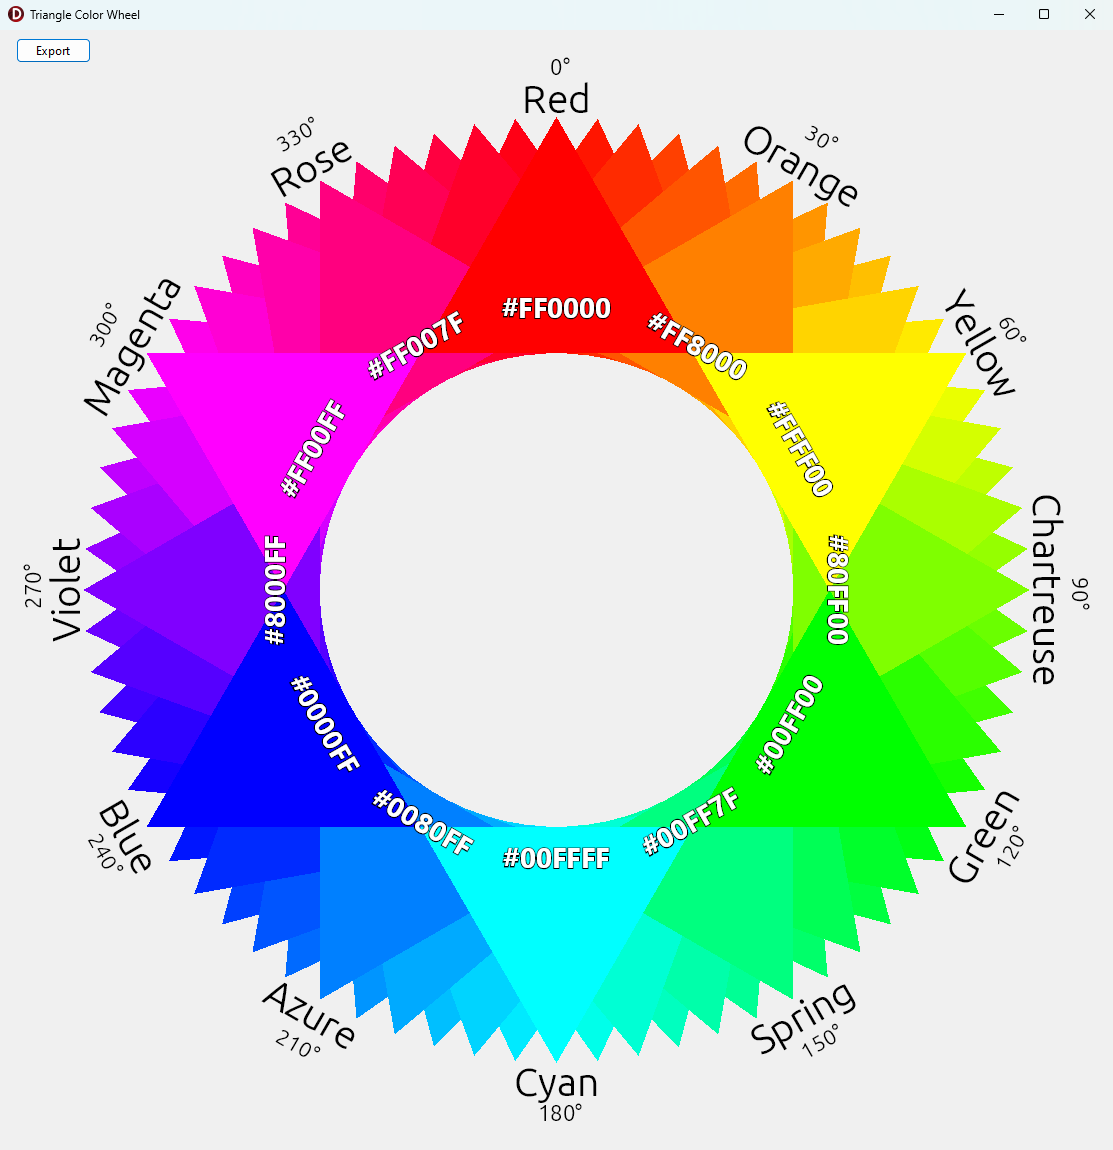 Triangle Color Wheel
Export
0°
Red
30°
Orange
60°
Yellow
90°
Chartreuse
120°
Green
150°
Spring
180°
Cyan
210°
Azure
240°
Blue
270°
Violet
300°
Magenta
330°
Rose
#FF0000
#FF8000
#FFFF00
#80FF00
#00FF00
#00FF7F
#00FFFF
#0080FF
#0000FF
#8000FF
#FF00FF
#FF007F